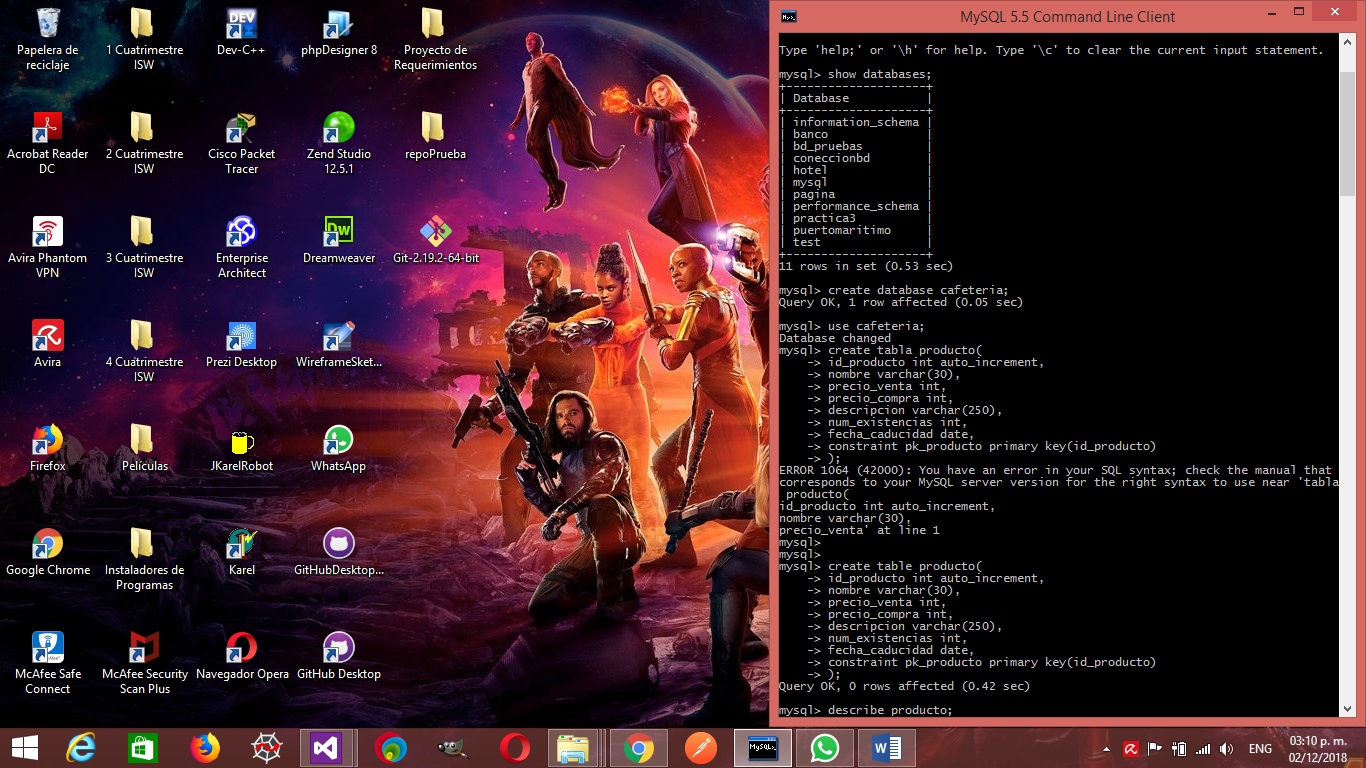 Papelera de
reciclaje
1 Cuatrimestre
ISW
Dev-C++
phpDesigner 8
Proyecto de
Requerimientos
Acrobat Reader
DC
2 Cuatrimestre
ISW
Cisco Packet
Tracer
Zend Studio
12.5.1
repoPrueba
Avira Phantom
VPN
3 Cuatrimestre
ISW
Enterprise
Architect
Dreamweaver
Git-2.19.2-64-bit
Avira
4 Cuatrimestre
ISW
Prezi Desktop
WireframeSket...
Firefox
Películas
JKarelRobot
WhatsApp
Google Chrome
Instaladores de
Programas
Karel
GitHubDesktop...
McAfee Safe
Connect
McAfee Security
Scan Plus
Navegador Opera
GitHub Desktop
DEV
Dw
MySQL 5.5 Command Line Client
Type 'help;' or '\h' for help. Type '\c' to clear the current input statement.
mysql> show databases;
+--------------------+
| Database           |
+--------------------+
| information_schema |
| banco              |
| bd_pruebas         |
| coneccionbd        |
| hotel              |
| mysql              |
| pagina             |
| performance_schema |
| practica3          |
| puertomaritimo     |
| test               |
+--------------------+
11 rows in set (0.53 sec)
mysql> create database cafeteria;
Query OK, 1 row affected (0.05 sec)
mysql> use cafeteria;
Database changed
mysql> create tabla producto(
    -> id_producto int auto_increment,
    -> nombre varchar(30),
    -> precio_venta int,
    -> precio_compra int,
    -> descripcion varchar(250),
    -> num_existencias int,
    -> fecha_caducidad date,
    -> constraint pk_producto primary key(id_producto)
    -> );
ERROR 1064 (42000): You have an error in your SQL syntax; check the manual that
corresponds to your MySQL server version for the right syntax to use near 'tabla
 producto(
id_producto int auto_increment,
nombre varchar(30),
precio_venta' at line 1
mysql>
mysql>
mysql> create table producto(
    -> id_producto int auto_increment,
    -> nombre varchar(30),
    -> precio_venta int,
    -> precio_compra int,
    -> descripcion varchar(250),
    -> num_existencias int,
    -> fecha_caducidad date,
    -> constraint pk_producto primary key(id_producto)
    -> );
Query OK, 0 rows affected (0.42 sec)
mysql> describe producto;
MySQL>
ENG
03:10 p. m.
02/12/2018